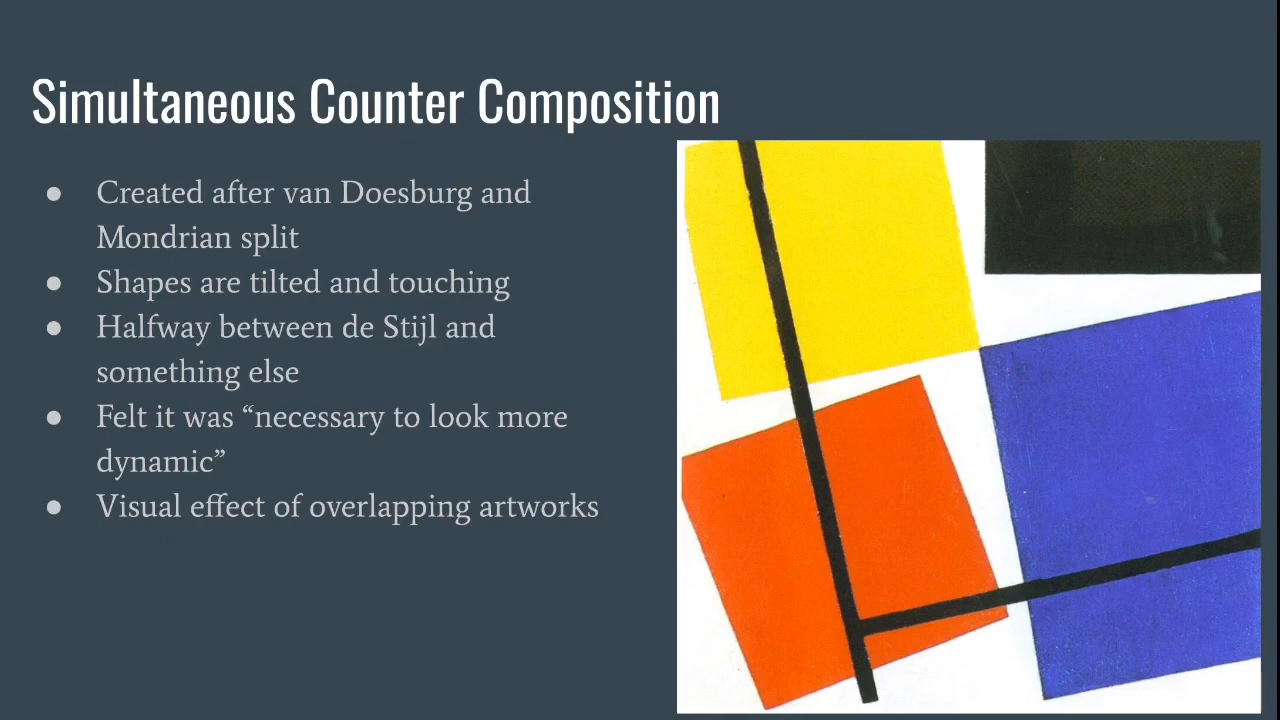 Simultaneous Counter Composition
● Created after van Doesburg and
Mondrian split
● Shapes are tilted and touching
● Halfway between de Stijl and
something else
● Felt it was “necessary to look more
dynamic”
● Visual effect of overlapping artworks